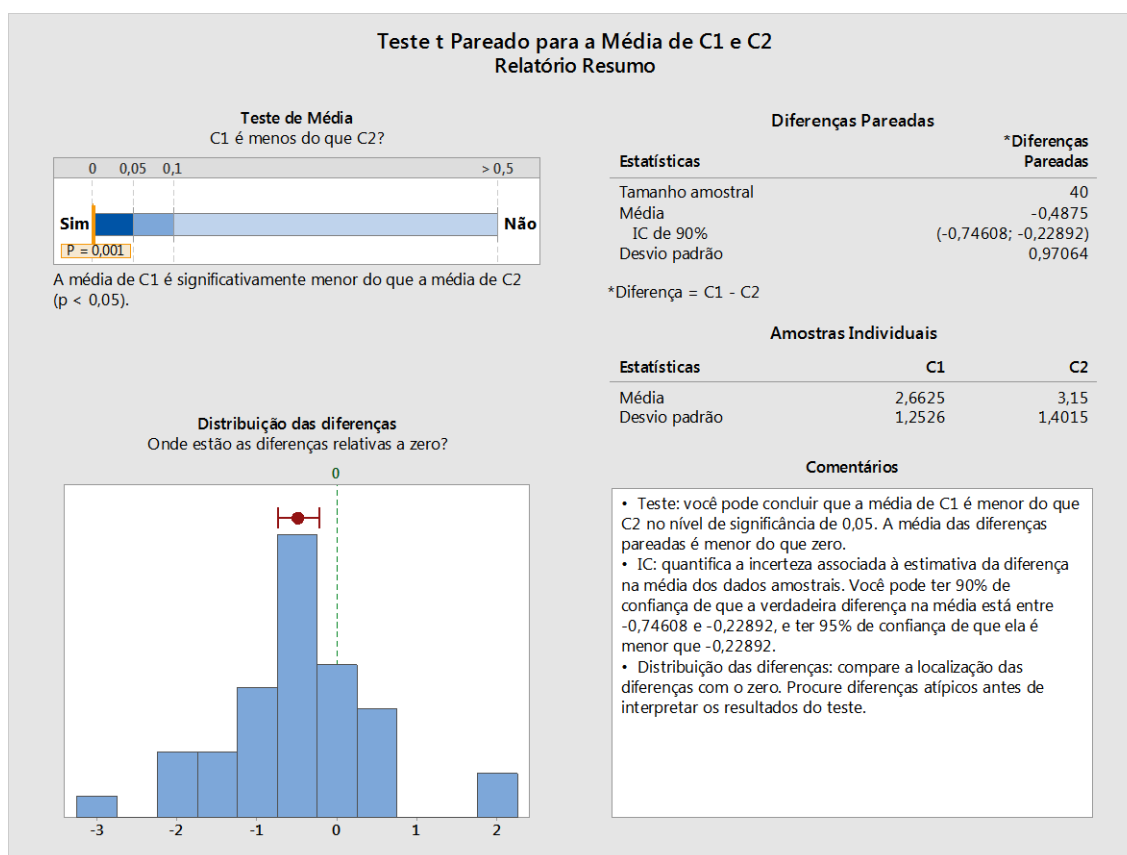 Teste t Pareado para a Média de C1 e C2
Relatório Resumo
Teste de Média
C1 é menos do que C2?
0 0,05 0,1 > 0,5
Sim Não
P = 0,001
A média de C1 é significativamente menor do que a média de C2
(p < 0,05).
Diferenças Pareadas
*Diferenças
Estatísticas Pareadas
Tamanho amostral 40
Média -0,4875
IC de 90% (-0,74608; -0,22892)
Desvio padrão 0,97064
*Diferença = C1 - C2
Amostras Individuais
Estatísticas C1 C2
Média 2,6625 3,15
Desvio padrão 1,2526 1,4015
Distribuição das diferenças
Onde estão as diferenças relativas a zero?
0
-3 -2 -1 0 1 2
Comentários
• Teste: você pode concluir que a média de C1 é menor do que
C2 no nível de significância de 0,05. A média das diferenças
pareadas é menor do que zero.
• IC: quantifica a incerteza associada à estimativa da diferença
na média dos dados amostrais. Você pode ter 90% de
confiança de que a verdadeira diferença na média está entre
-0,74608 e -0,22892, e ter 95% de confiança de que ela é
menor que -0,22892.
• Distribuição das diferenças: compare a localização das
diferenças com o zero. Procure diferenças atípicos antes de
interpretar os resultados do teste.